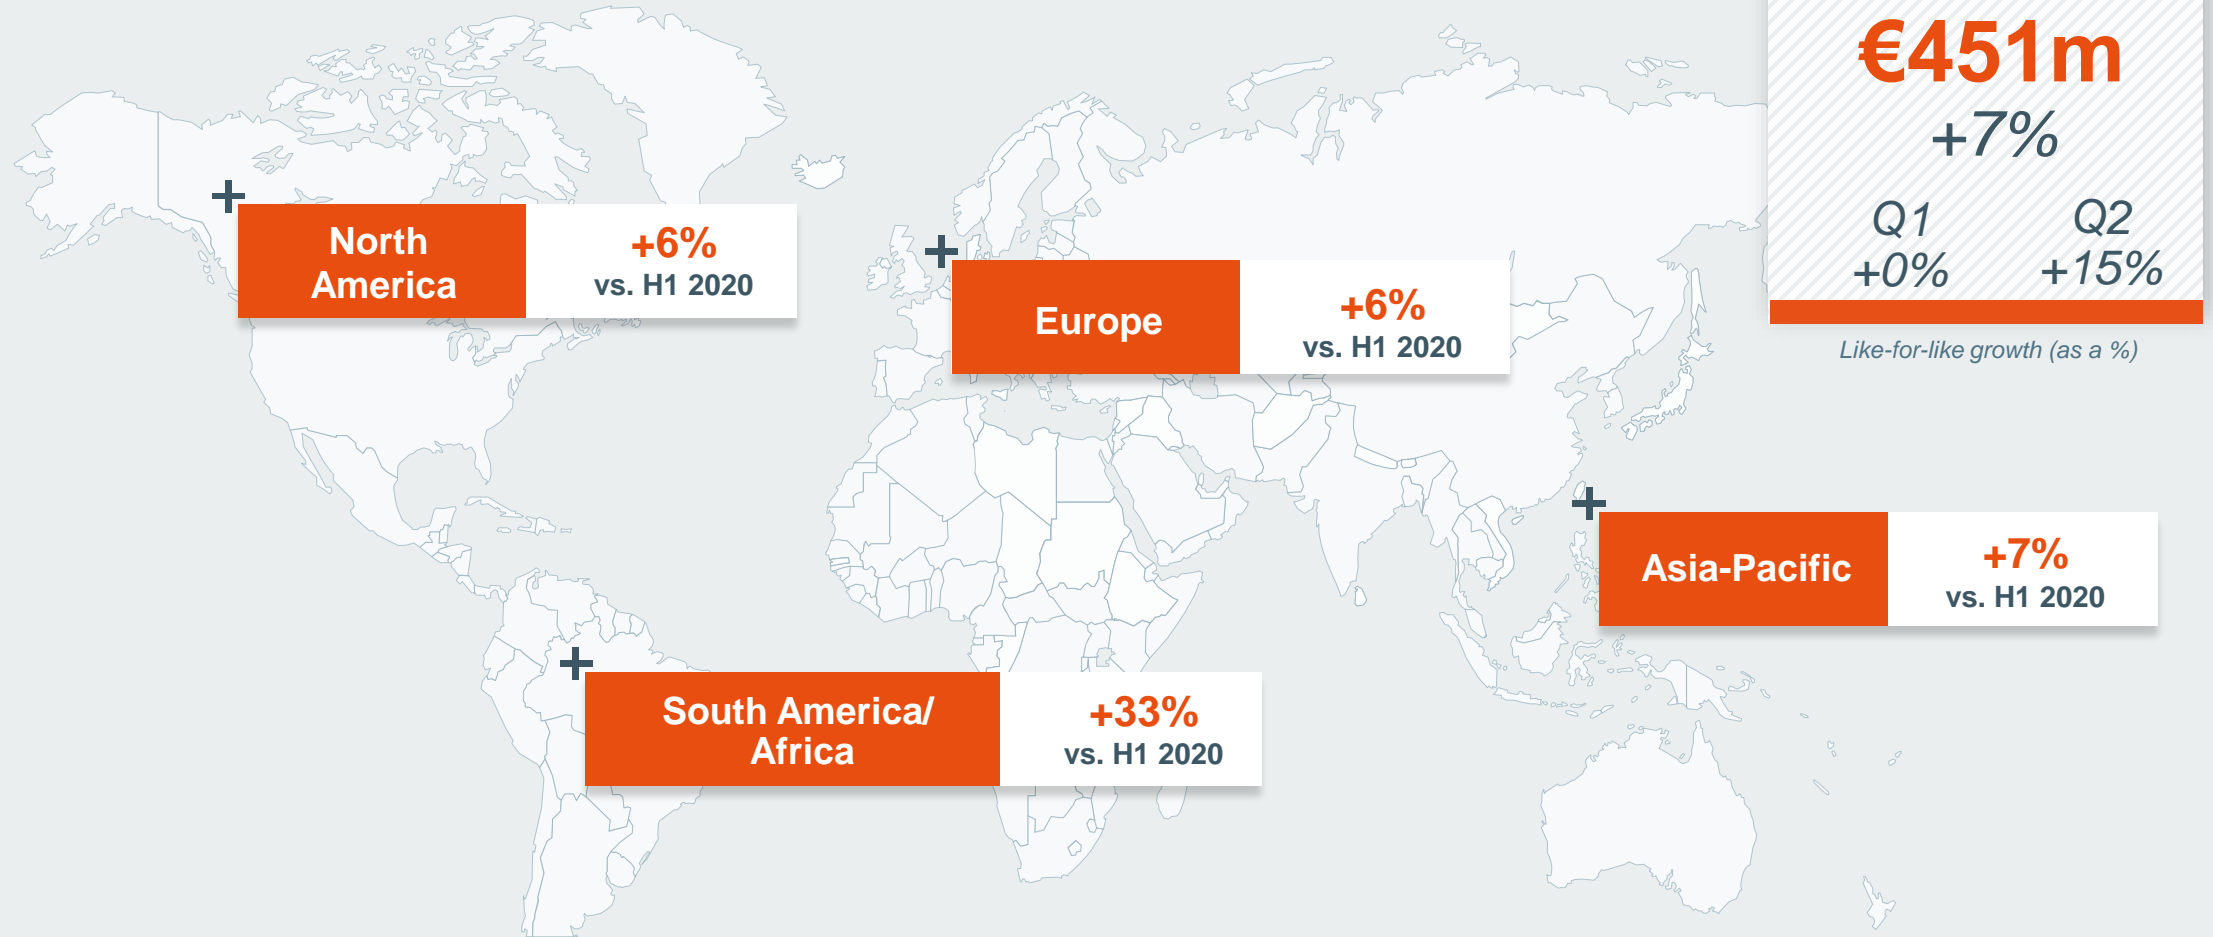 €451m
+7%
Q1 Q2
+0% +15%
Like-for-like growth (as a %)
North
America
+6%
vs. H1 2020
Europe
+6%
vs. H1 2020
Asia-Pacific
+7%
vs. H1 2020
South America/
Africa
+33%
vs. H1 2020